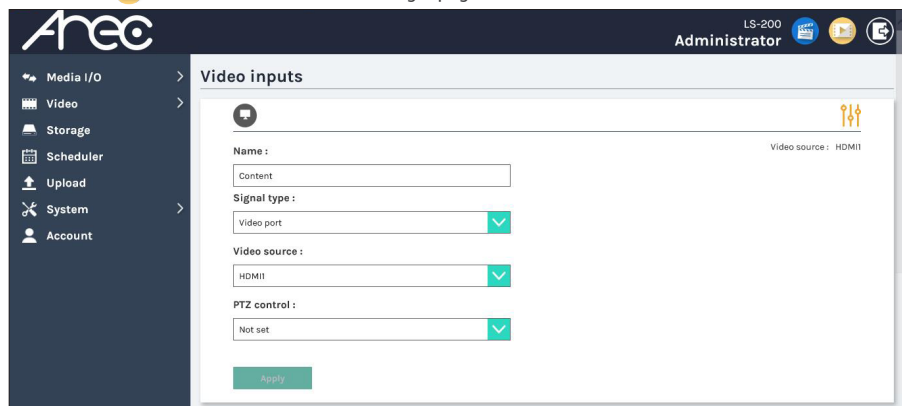 Arec
LS-200
Administrator
Media I/O
Video
Storage
Scheduler
Upload
System
Account
Video inputs
Video source : HDMI1
Name :
Content
Signal type :
Video port
Video source :
HDMI1
PTZ control :
Not set
Apply